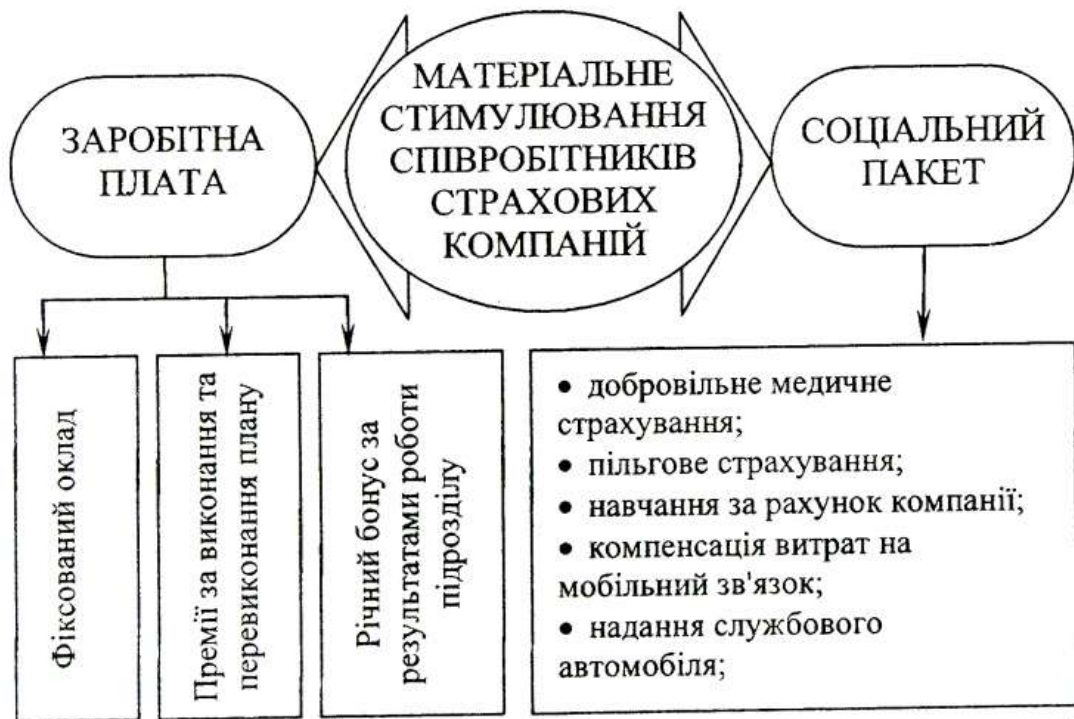 ЗАРОБІТНА
ПЛАТА
МАТЕРІАЛЬНЕ
СТИМУЛЮВАННЯ
СПІВРОБІТНИКІВ
СТРАХОВИХ
КОМПАНІЙ
СОЦІАЛЬНИЙ
ПАКЕТ
Фіксований оклад
Премії за виконання та
перевиконання плану
Річний бонус за
результатами роботи
підрозділу
• добровільне медичне
страхування;
• пільгове страхування;
• навчання за рахунок компанії;
• компенсація витрат на
мобільний зв'язок;
• надання службового
автомобіля;